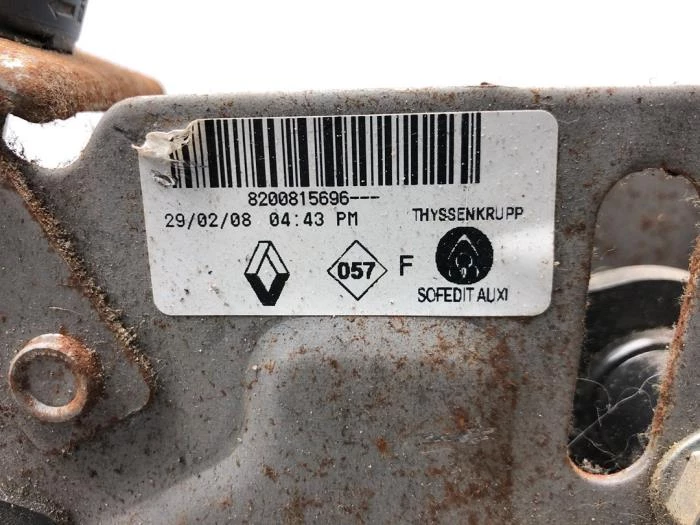 8200815696---
29/02/08 04:43 PM
THYSSENKRUPP
057 F
SOFEDIT AUXI